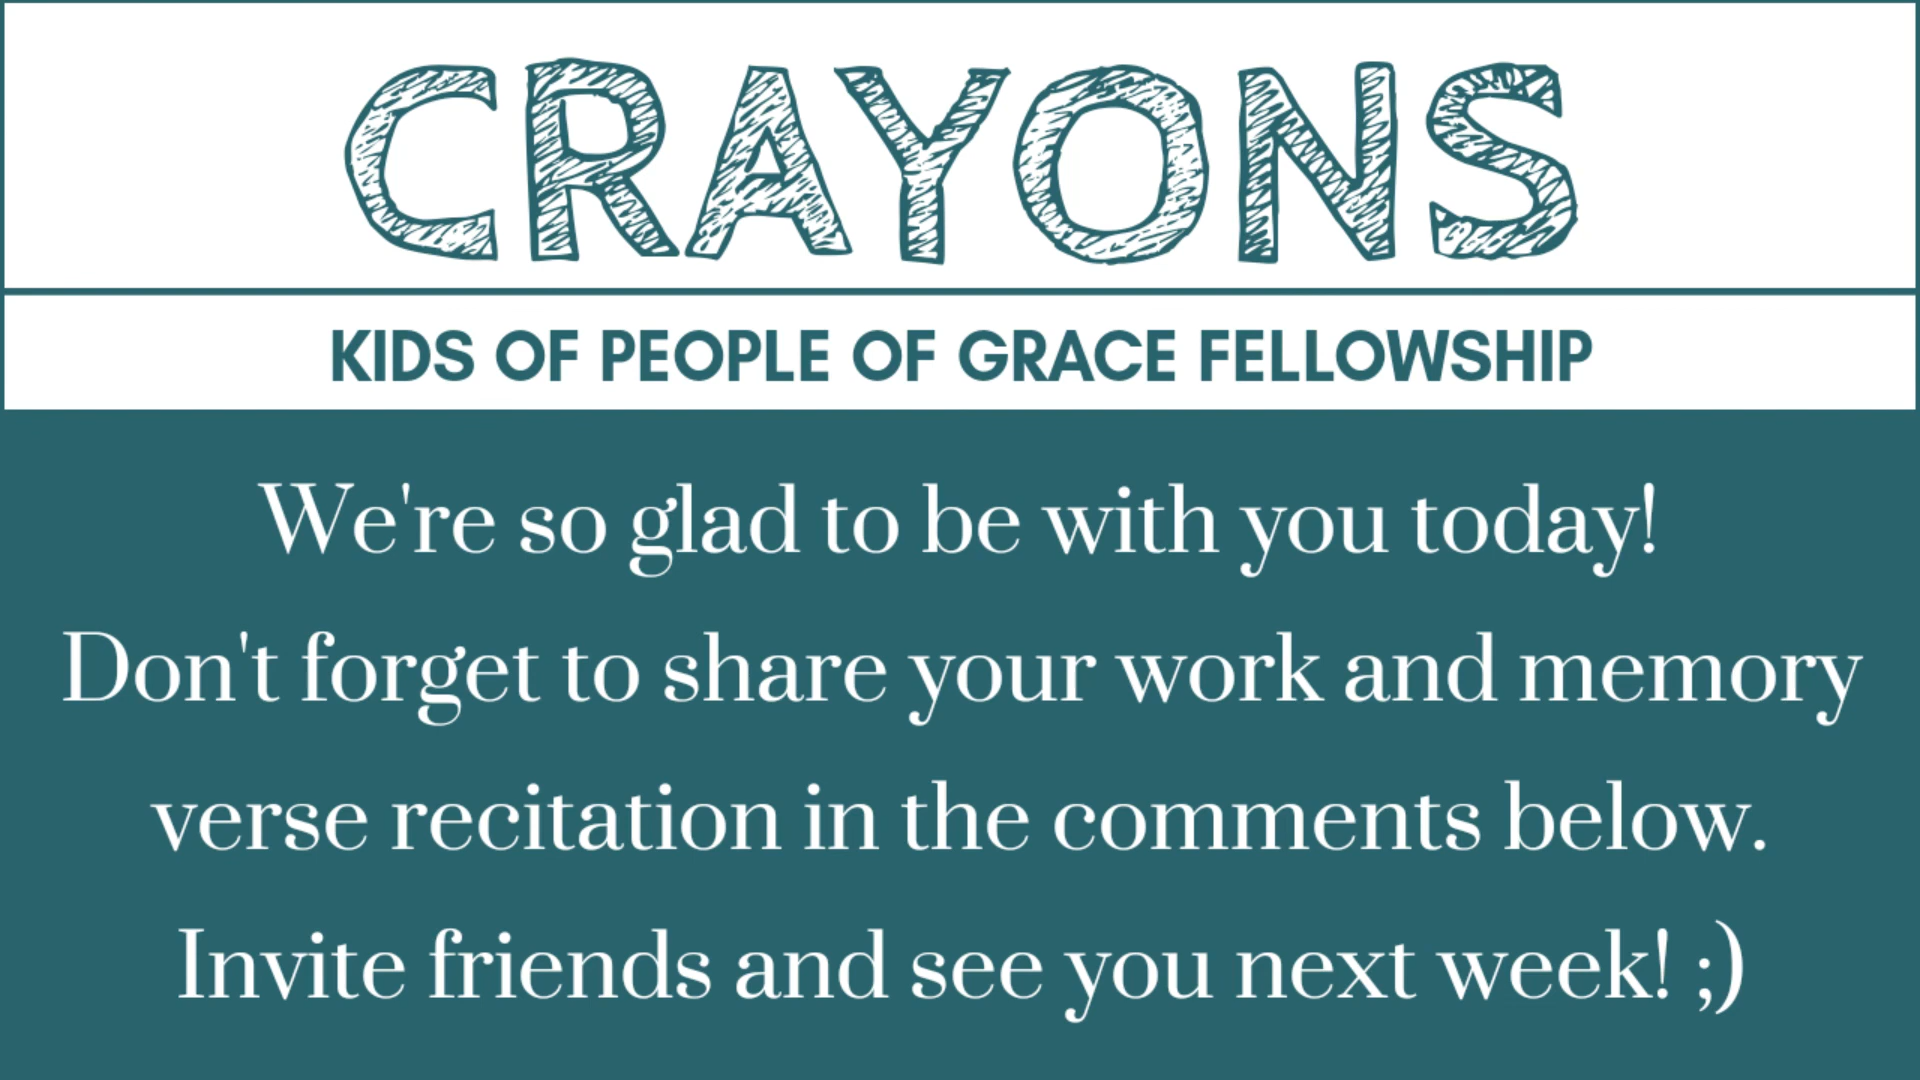 CRAYONS
KIDS OF PEOPLE OF GRACE FELLOWSHIP
We're so glad to be with you today!
Don't forget to share your work and memory
verse recitation in the comments below.
Invite friends and see you next week! ;)